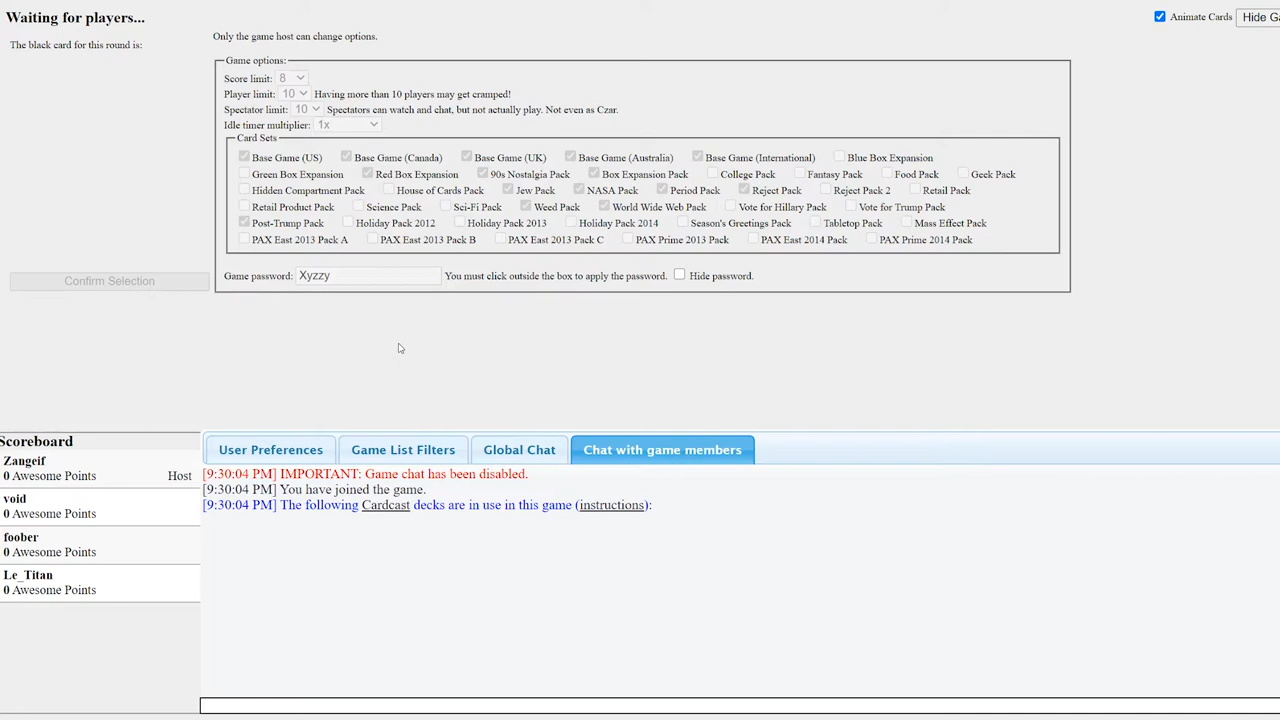 Waiting for players...
Animate Cards
The black card for this round is:
Only the game host can change options.
Game options:
Score limit: 8
Player limit: 10 Having more than 10 players may get cramped!
Spectator limit: 10 Spectators can watch and chat, but not actually play. Not even as Czar.
Idle timer multiplier: 1x
Card Sets
Base Game (US) Base Game (Canada) Base Game (UK) Base Game (Australia) Base Game (International) Blue Box Expansion
Green Box Expansion Red Box Expansion 90s Nostalgia Pack Box Expansion Pack College Pack Fantasy Pack Food Pack Geek Pack
Hidden Compartment Pack House of Cards Pack Jew Pack NASA Pack Period Pack Reject Pack Reject Pack 2 Retail Pack
Retail Product Pack Science Pack Sci-Fi Pack Weed Pack World Wide Web Pack Vote for Hillary Pack Vote for Trump Pack
Post-Trump Pack Holiday Pack 2012 Holiday Pack 2013 Holiday Pack 2014 Season's Greetings Pack Tabletop Pack Mass Effect Pack
PAX East 2013 Pack A PAX East 2013 Pack B PAX East 2013 Pack C PAX Prime 2013 Pack PAX East 2014 Pack PAX Prime 2014 Pack
Game password: Xyzzy You must click outside the box to apply the password. Hide password.
Confirm Selection
Hide Ga
Scoreboard
Zangeif
0 Awesome Points Host
void
0 Awesome Points
foober
0 Awesome Points
Le_Titan
0 Awesome Points
User Preferences Game List Filters Global Chat Chat with game members
[9:30:04 PM] IMPORTANT: Game chat has been disabled.
[9:30:04 PM] You have joined the game.
[9:30:04 PM] The following Cardcast decks are in use in this game (instructions):